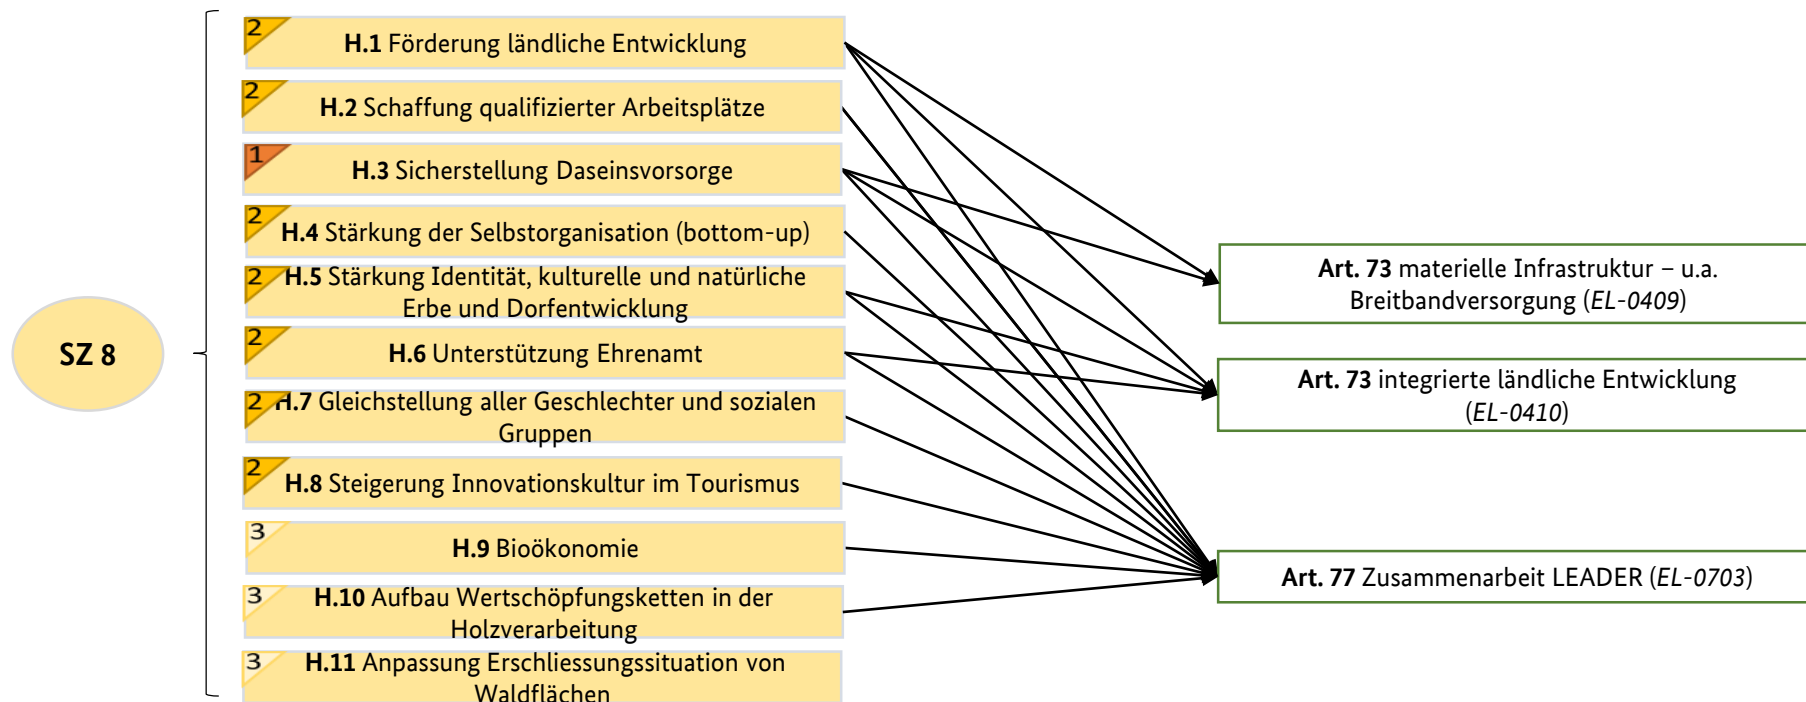 SZ 8
2
H.1 Förderung ländliche Entwicklung
2
H.2 Schaffung qualifizierter Arbeitsplätze
1
H.3 Sicherstellung Daseinsvorsorge
2
H.4 Stärkung der Selbstorganisation (bottom-up)
2
H.5 Stärkung Identität, kulturelle und natürliche
Erbe und Dorfentwicklung
2
H.6 Unterstützung Ehrenamt
2
H.7 Gleichstellung aller Geschlechter und sozialen
Gruppen
2
H.8 Steigerung Innovationskultur im Tourismus
3
H.9 Bioökonomie
3
H.10 Aufbau Wertschöpfungsketten in der
Holzverarbeitung
3
H.11 Anpassung Erschliessungssituation von
Waldflächen
Art. 73 materielle Infrastruktur – u.a.
Breitbandversorgung (EL-0409)
Art. 73 integrierte ländliche Entwicklung
(EL-0410)
Art. 77 Zusammenarbeit LEADER (EL-0703)